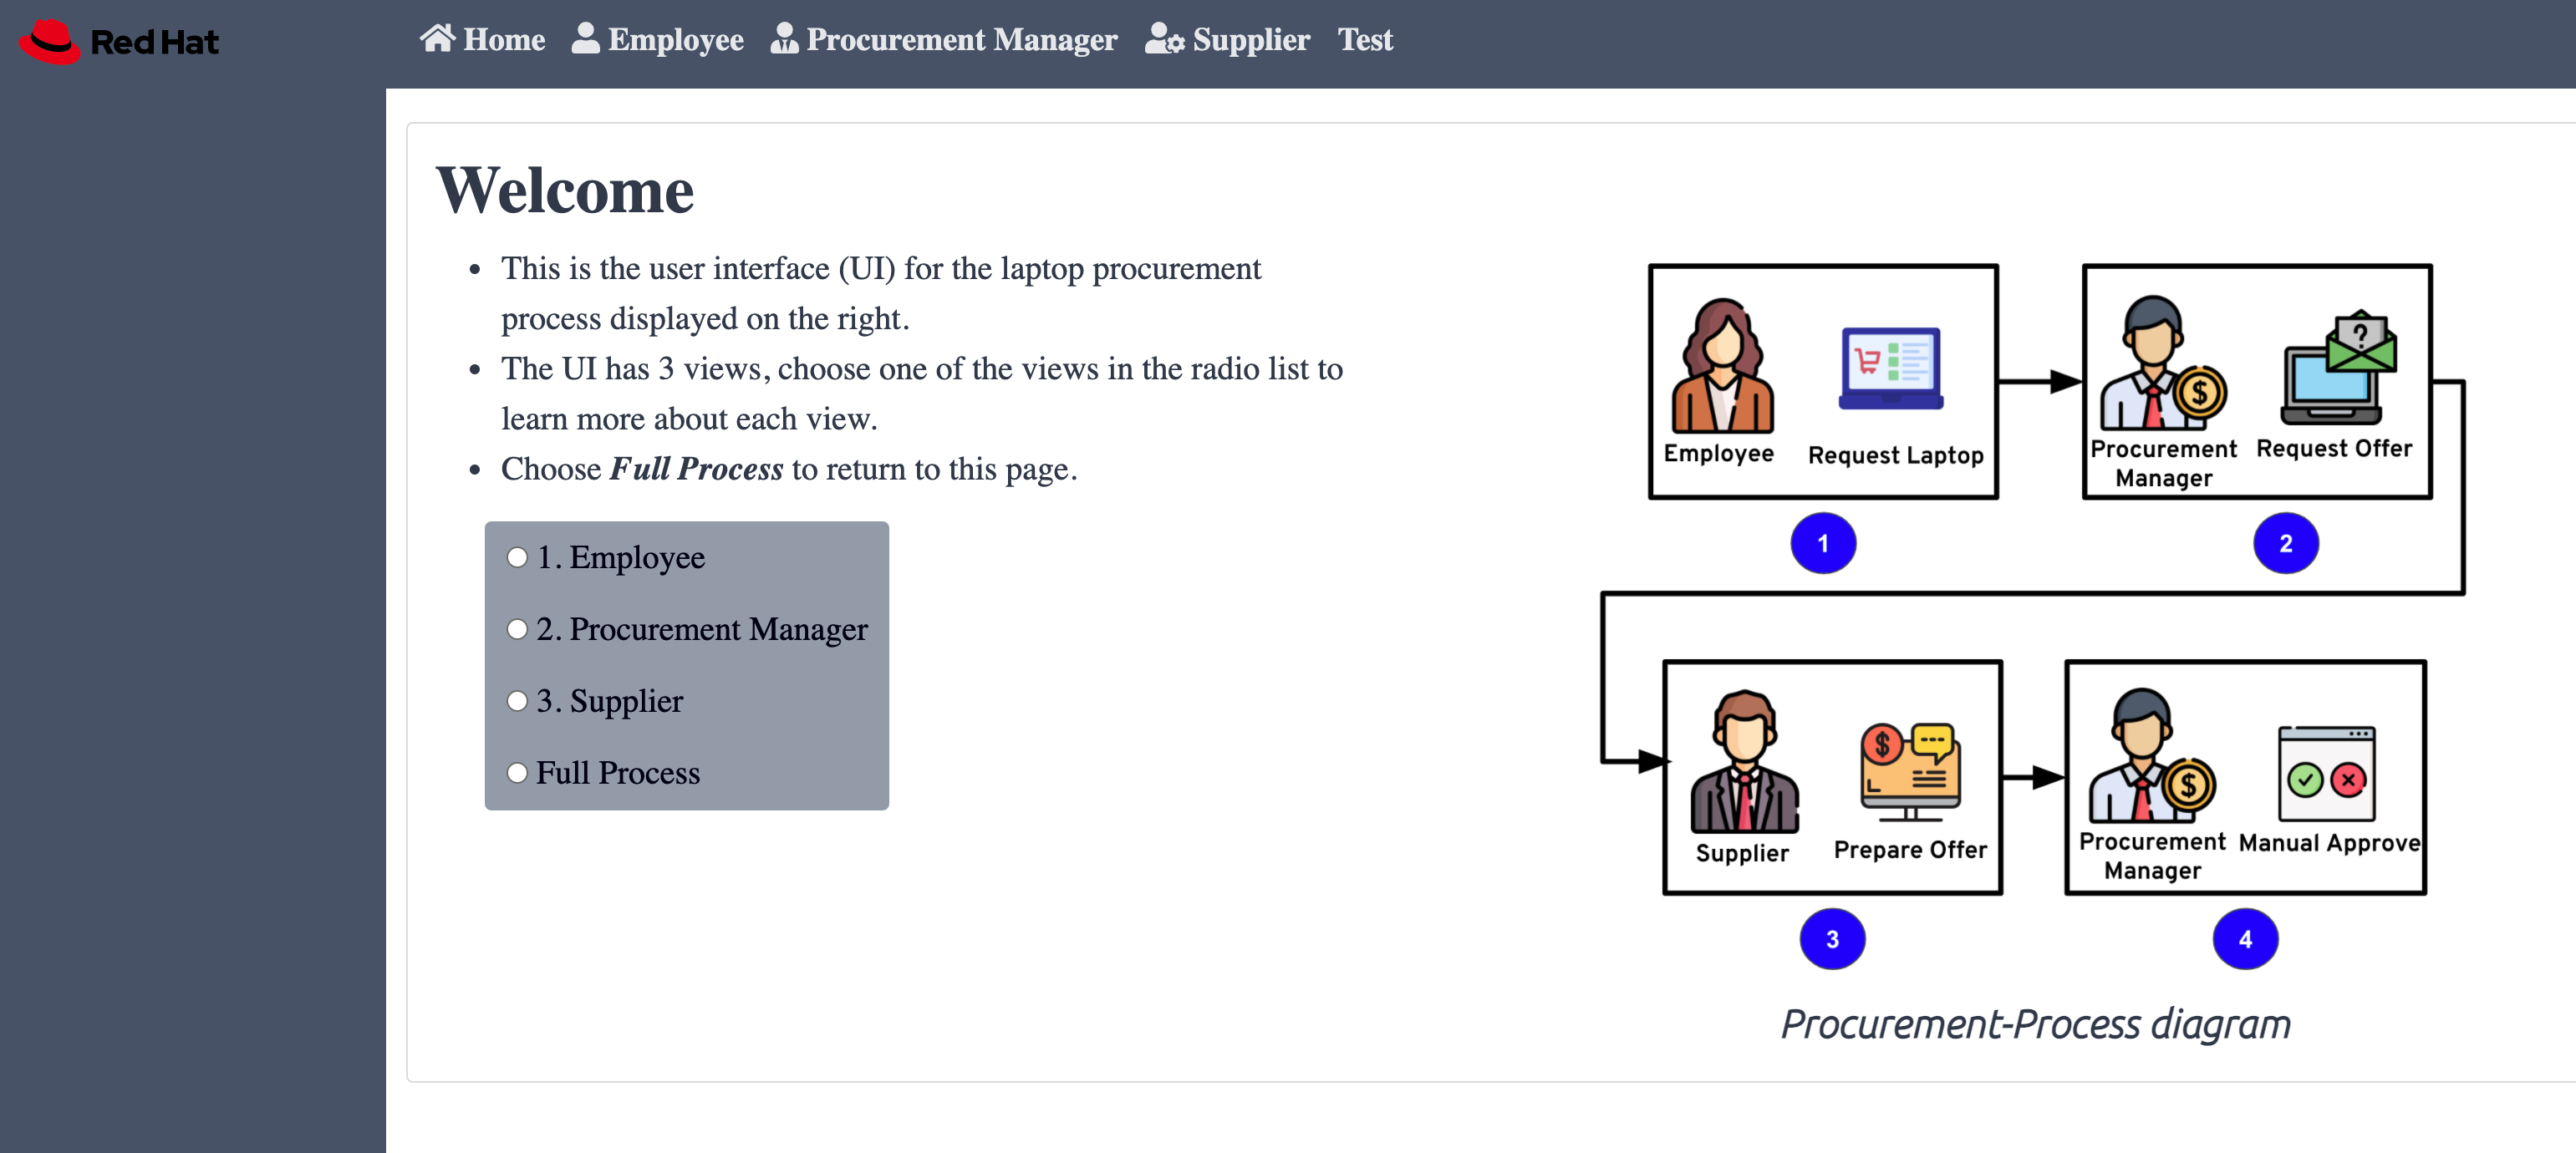 Red Hat
Home Employee Procurement Manager Supplier Test
Welcome
This is the user interface (UI) for the laptop procurement
process displayed on the right.
The UI has 3 views, choose one of the views in the radio list to
learn more about each view.
Choose Full Process to return to this page.
1. Employee
2. Procurement Manager
3. Supplier
Full Process
Employee
Request Laptop
1
?
$
Procurement
Manager
Request Offer
2
$
Supplier
Prepare Offer
3
$
Procurement
Manager
Manual Approve
4
Procurement-Process diagram